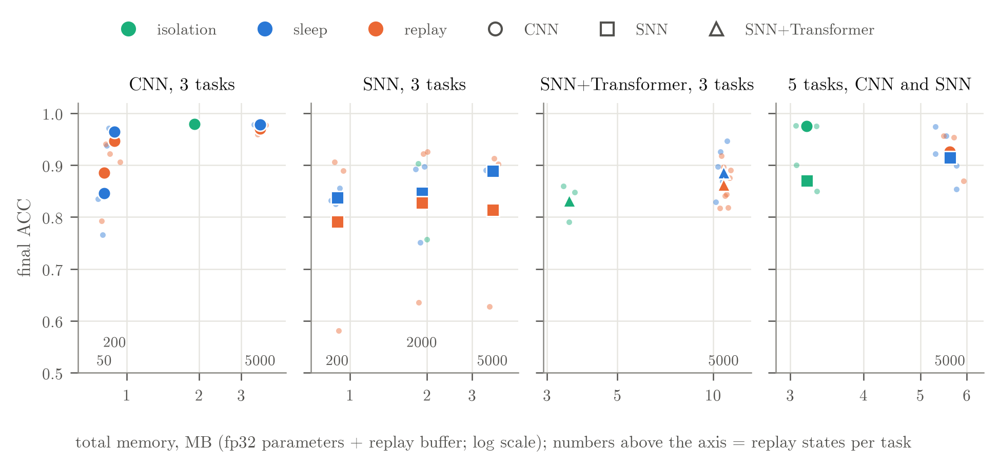 isolation sleep replay CNN SNN SNN+Transformer
CNN, 3 tasks
SNN, 3 tasks
SNN+Transformer, 3 tasks
5 tasks, CNN and SNN
final ACC
1.0
0.9
0.8
0.7
0.6
0.5
200
50
5000
1 2 3
2000
200
5000
1 2 3
5000
3 5 10
5000
3 4 5 6
total memory, MB (fp32 parameters + replay buffer; log scale); numbers above the axis = replay states per task